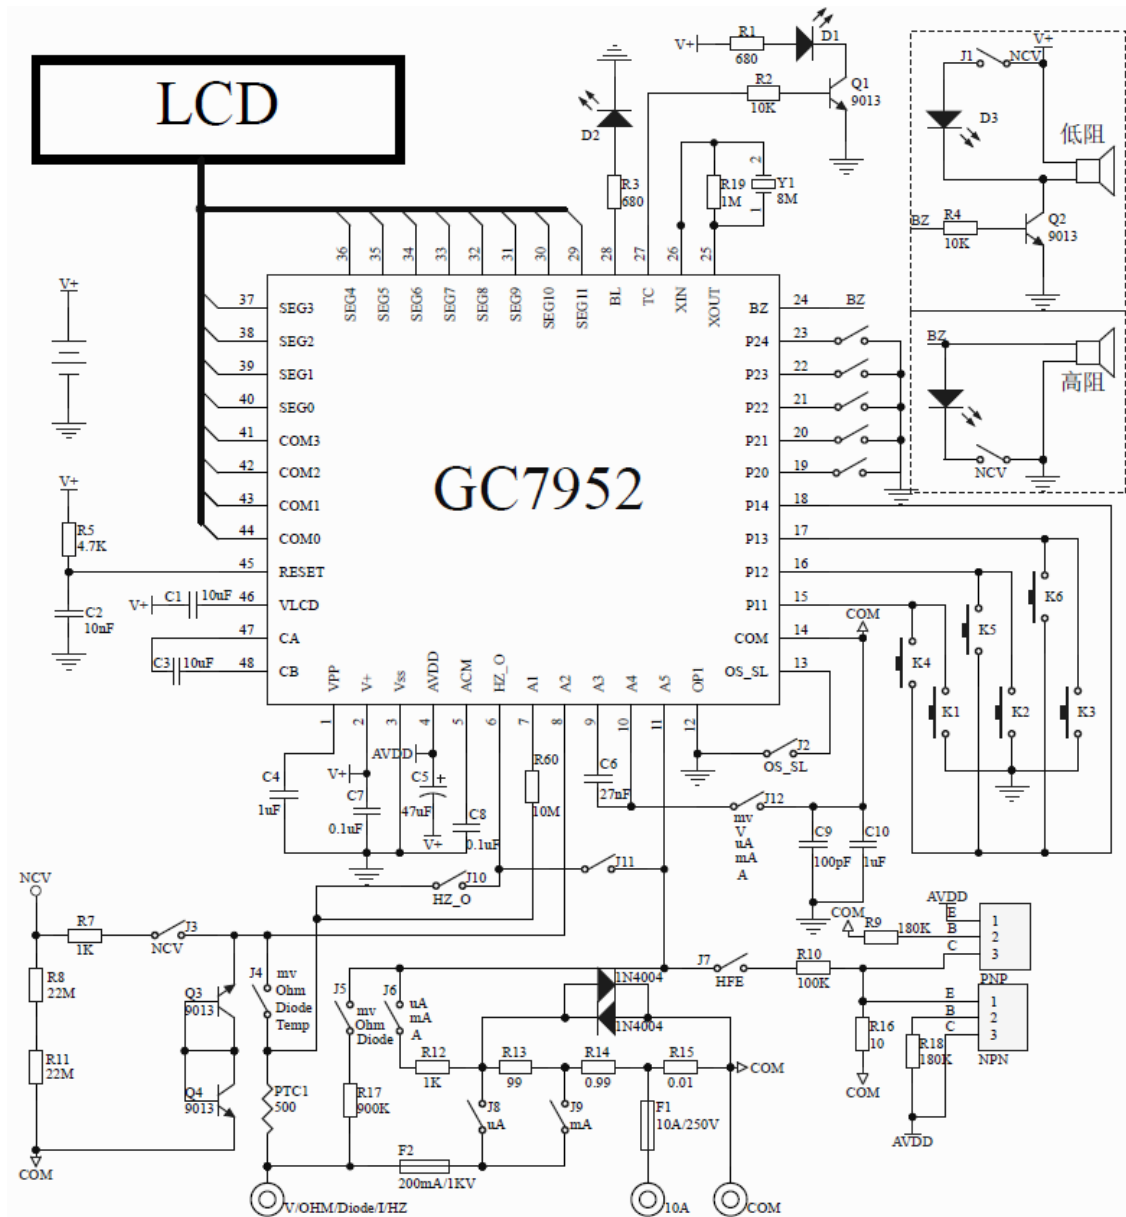 LCD
V+
R1
680
D1
R2
10K
Q1
9013
D2
R3
680
R19
1M
2
Y1
8M
1
J1
NCV
V+
D3
低阻
BZ
R4
10K
Q2
9013
BZ
高阻
NCV
36
35
34
33
32
31
30
29
28
27
26
25
SEG4
SEG5
SEG6
SEG7
SEG8
SEG9
SEG10
SEG11
BL
TC
XIN
XOUT
37 SEG3
38 SEG2
39 SEG1
40 SEG0
41 COM3
42 COM2
43 COM1
44 COM0
45 RESET
46 VLCD
47 CA
48 CB
GC7952
BZ 24 BZ
P24 23
P23 22
P22 21
P21 20
P20 19
P14 18
P13 17
P12 16
P11 15
COM 14
OS_SL 13
V+
V+
R5
4.7K
C2
10nF
V+
C1
10uF
C3
10uF
VPP
V+
Vss
AVDD
ACM
HZ_O
A1
A2
A3
A4
A5
OP1
1
2
3
4
5
6
7
8
9
10
11
12
COM
K6
K5
K4
K1
K2
K3
J2
OS_SL
AVDD
V+
C4
1uF
C7
0.1uF
C5
+
47uF
V+
C8
0.1uF
R60
10M
C6
27nF
J12
mv
V
uA
mA
A
C9
100pF
C10
1uF
J11
J10
HZ_O
NCV
R7
1K
J3
NCV
R8
22M
R11
22M
COM
Q3
9013
Q4
9013
J4
mv
Ohm
Diode
Temp
PTC1
500
J5
mv
Ohm
Diode
J6
uA
mA
A
R17
900K
R12
1K
1N4004
1N4004
R13
99
R14
0.99
R15
0.01
COM
J8
uA
J9
mA
F1
10A/250V
F2
200mA/1KV
V/OHM/Diode/I/HZ
10A
COM
J7
HFE
R10
100K
COM
R9
180K
AVDD
E
B
C
1
2
3
PNP
E
B
C
1
2
3
NPN
R16
10
COM
R18
180K
AVDD